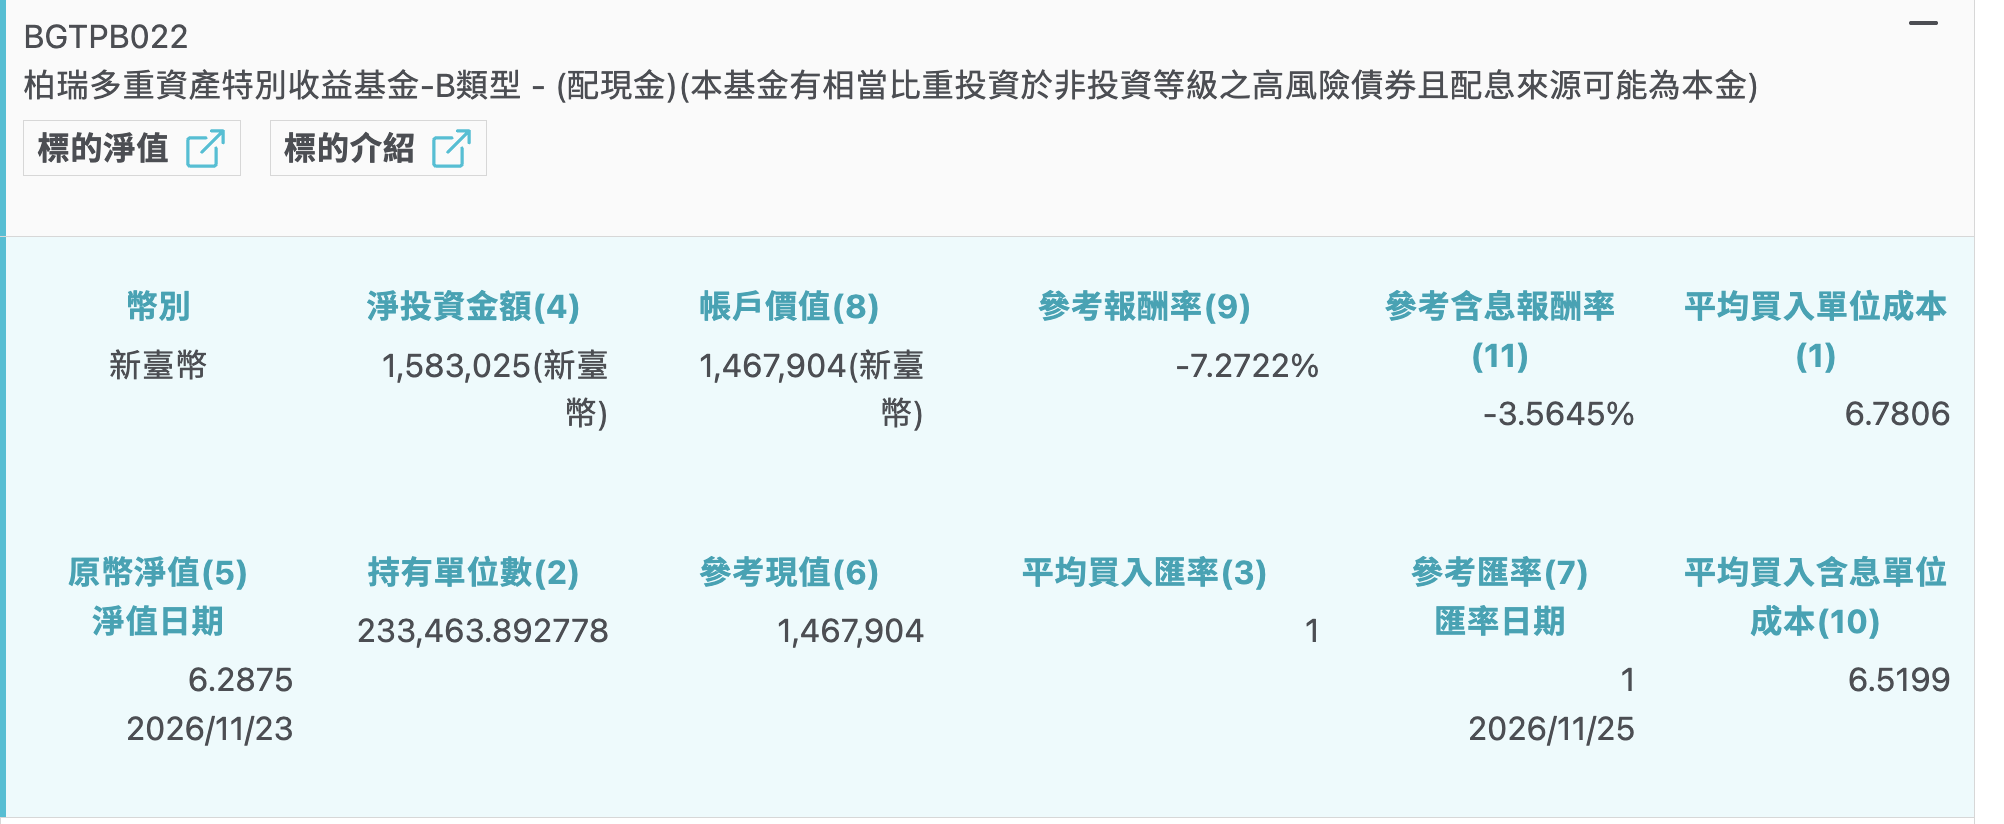 BGTPB022
柏瑞多重資產特別收益基金-B類型 - (配現金)(本基金有相當比重投資於非投資等級之高風險債券且配息來源可能為本金)
標的淨值 標的介紹
幣別
新臺幣
淨投資金額(4)
1,583,025(新臺
幣)
帳戶價值(8)
1,467,904(新臺
幣)
參考報酬率(9)
-7.2722%
參考含息報酬率
(11)
-3.5645%
平均買入單位成本
(1)
6.7806
原幣淨值(5)
淨值日期
6.2875
2026/11/23
持有單位數(2)
233,463.892778
參考現值(6)
1,467,904
平均買入匯率(3)
1
參考匯率(7)
匯率日期
1
2026/11/25
平均買入含息單位
成本(10)
6.5199